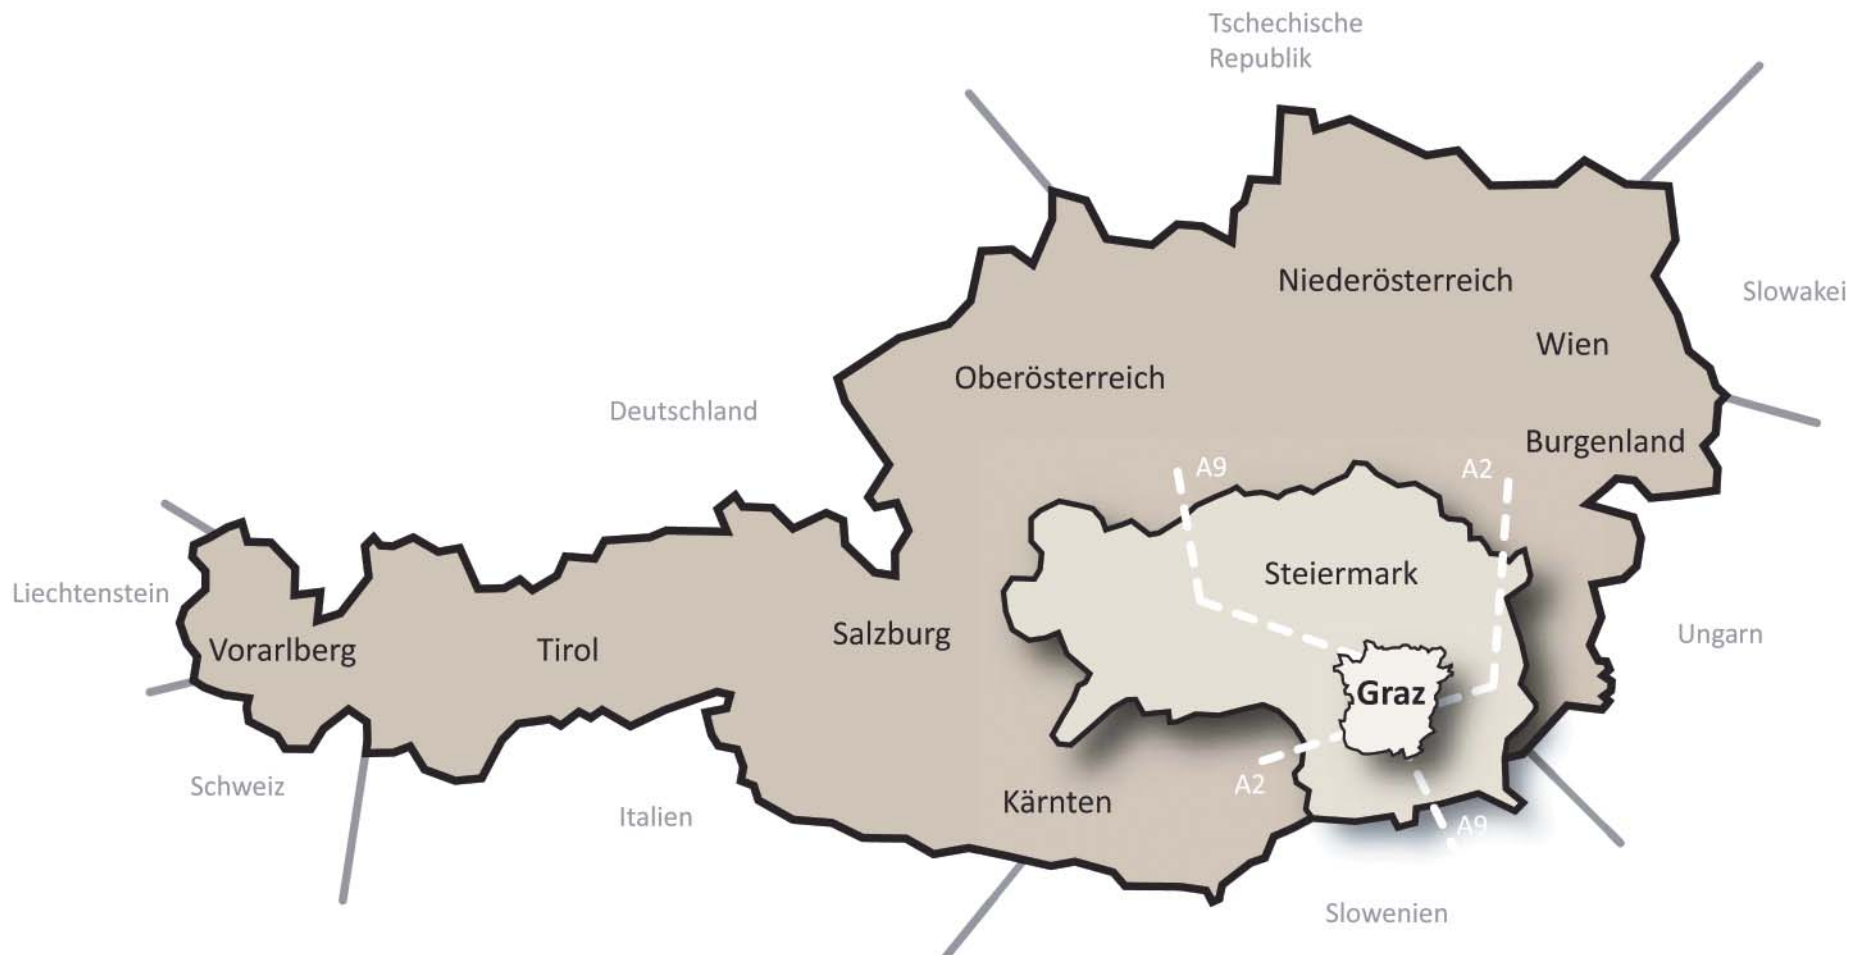 Tschechische
Republik
Niederösterreich
Slowakei
Wien
Oberösterreich
Deutschland
Burgenland
A9
A2
Steiermark
Liechtenstein
Salzburg
Ungarn
Vorarlberg
Tirol
Graz
Schweiz
A2
Kärnten
Italien
A9
Slowenien